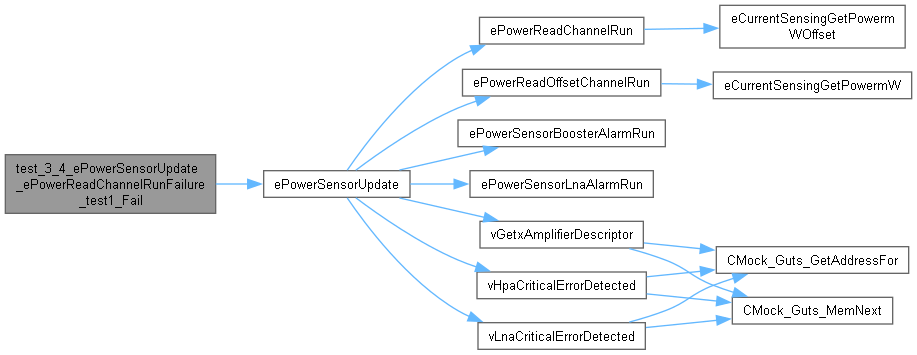 test_3_4_ePowerSensorUpdate
_ePowerReadChannelRunFailure
_test1_Fail
ePowerSensorUpdate
ePowerReadChannelRun
eCurrentSensingGetPowerm
WOffset
ePowerReadOffsetChannelRun
eCurrentSensingGetPowermW
ePowerSensorBoosterAlarmRun
ePowerSensorLnaAlarmRun
vGetxAmplifierDescriptor
CMock_Guts_GetAddressFor
vHpaCriticalErrorDetected
CMock_Guts_MemNext
vLnaCriticalErrorDetected